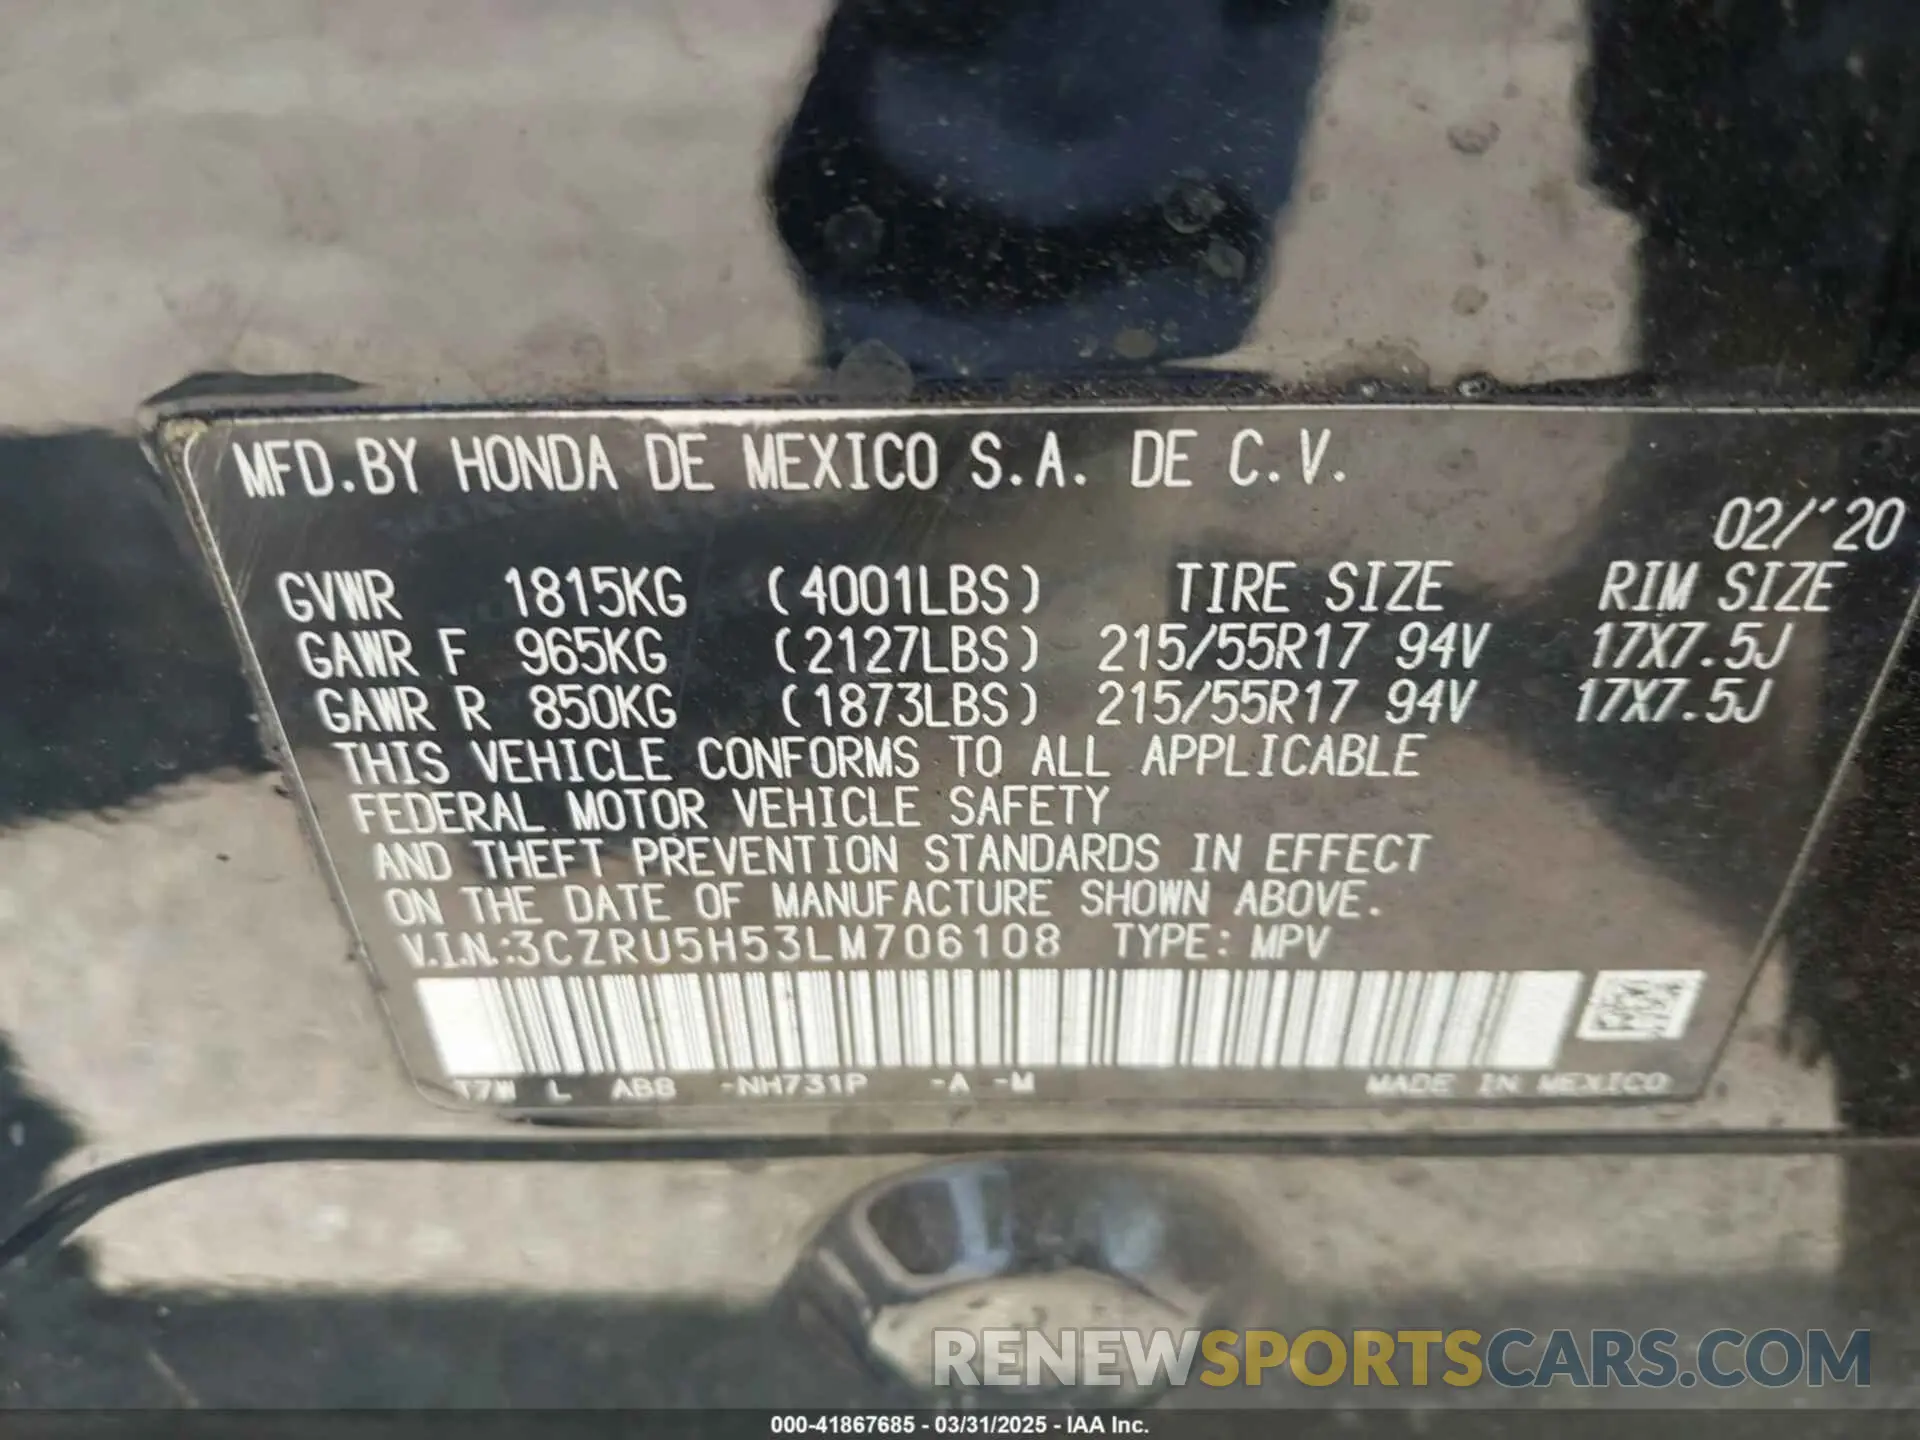 MFD.BY HONDA DE MEXICO S.A. DE C.V.
02/'20
GVWR 1815KG (4001LBS) TIRE SIZE RIM SIZE
GAWR F 965KG (2127LBS) 215/55R17 94V 17X7.5J
GAWR R 850KG (1873LBS) 215/55R17 94V 17X7.5J
THIS VEHICLE CONFORMS TO ALL APPLICABLE
FEDERAL MOTOR VEHICLE SAFETY
AND THEFT PREVENTION STANDARDS IN EFFECT
ON THE DATE OF MANUFACTURE SHOWN ABOVE.
V.I.N.:3CZRU5H53LM706108 TYPE: MPV
T7W L ABB -NH731P -A -M MADE IN MEXICO
RENEWSPORTSCARS.COM
000-41867685 - 03/31/2025 - IAA Inc.